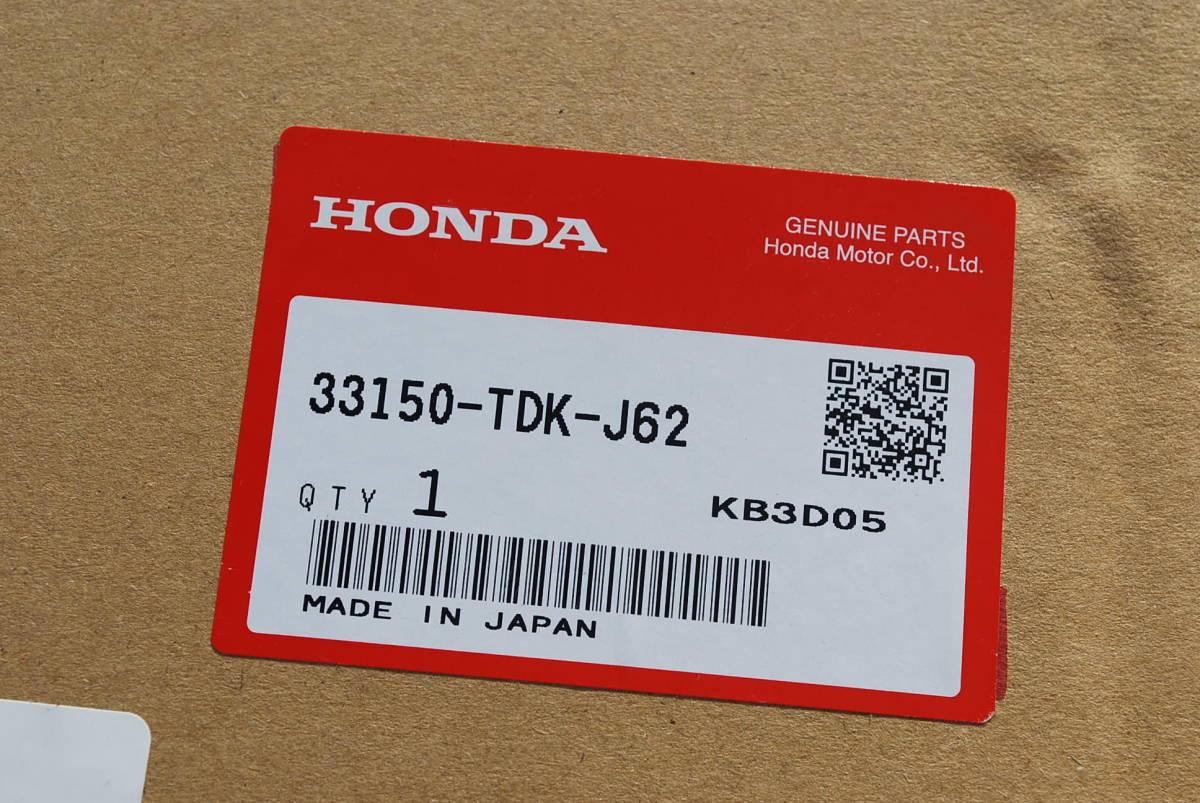 HONDA
GENUINE PARTS
Honda Motor Co., Ltd.
33150-TDK-J62
QTY 1
KB3D05
MADE IN JAPAN